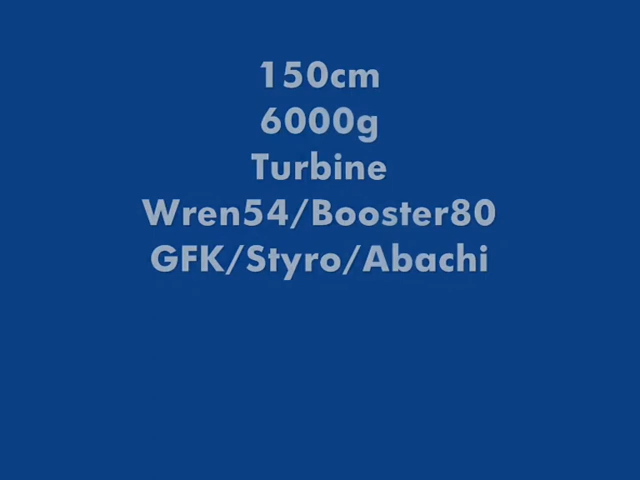 150cm
6000g
Turbine
Wren54/Booster80
GFK/Styro/Abachi